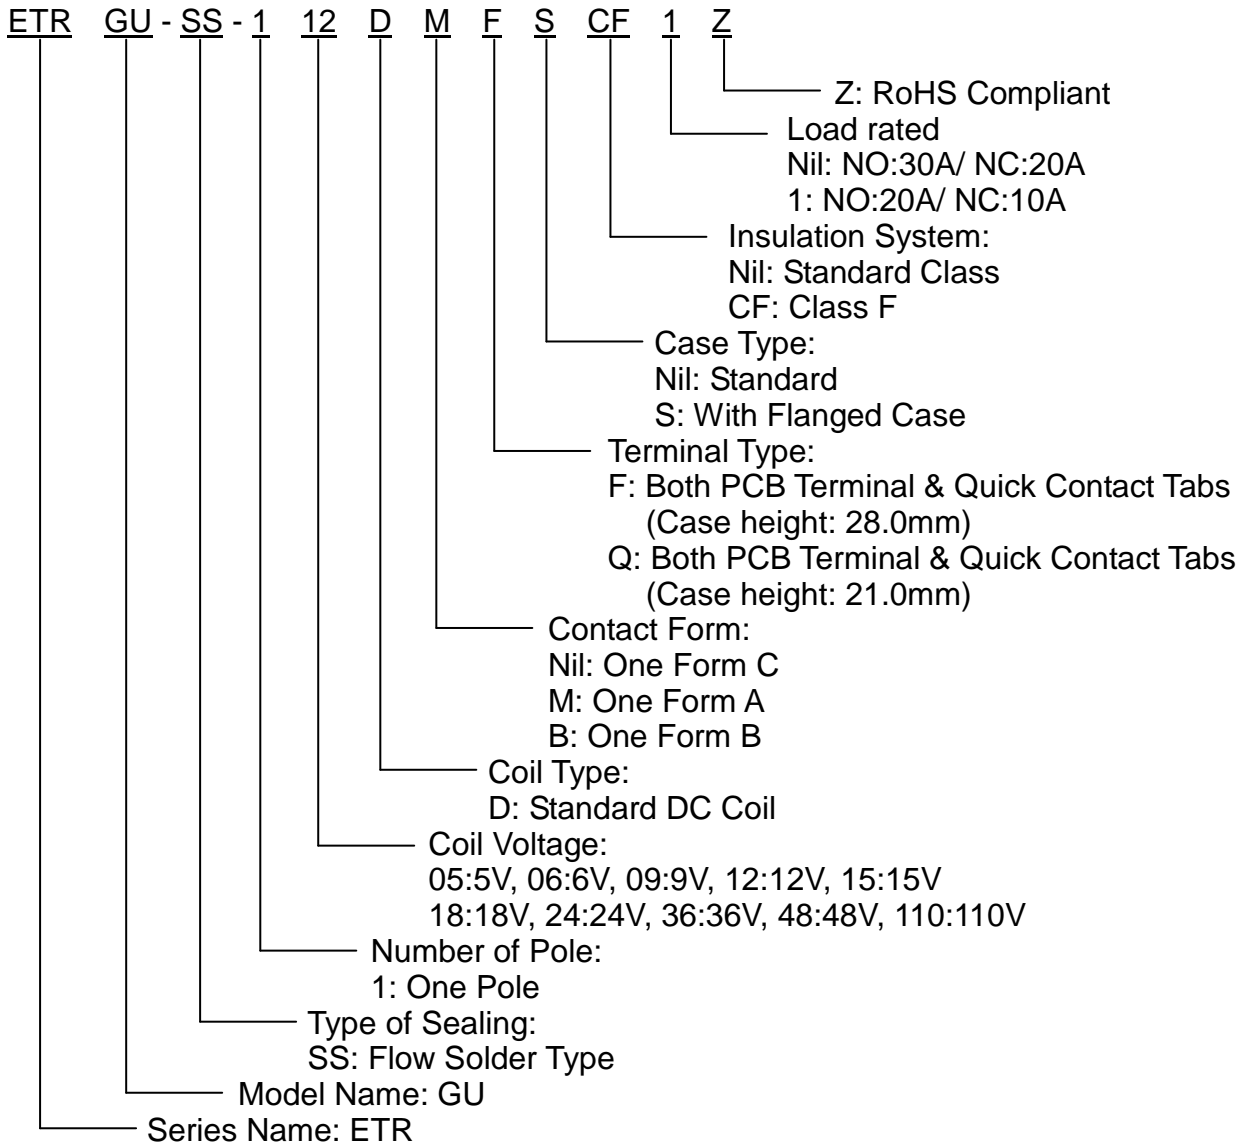 ETR GU - SS - 1 12 D M F S CF 1 Z
Z: RoHS Compliant
Load rated
Nil: NO:30A/ NC:20A
1: NO:20A/ NC:10A
Insulation System:
Nil: Standard Class
CF: Class F
Case Type:
Nil: Standard
S: With Flanged Case
Terminal Type:
F: Both PCB Terminal & Quick Contact Tabs
(Case height: 28.0mm)
Q: Both PCB Terminal & Quick Contact Tabs
(Case height: 21.0mm)
Contact Form:
Nil: One Form C
M: One Form A
B: One Form B
Coil Type:
D: Standard DC Coil
Coil Voltage:
05:5V, 06:6V, 09:9V, 12:12V, 15:15V
18:18V, 24:24V, 36:36V, 48:48V, 110:110V
Number of Pole:
1: One Pole
Type of Sealing:
SS: Flow Solder Type
Model Name: GU
Series Name: ETR